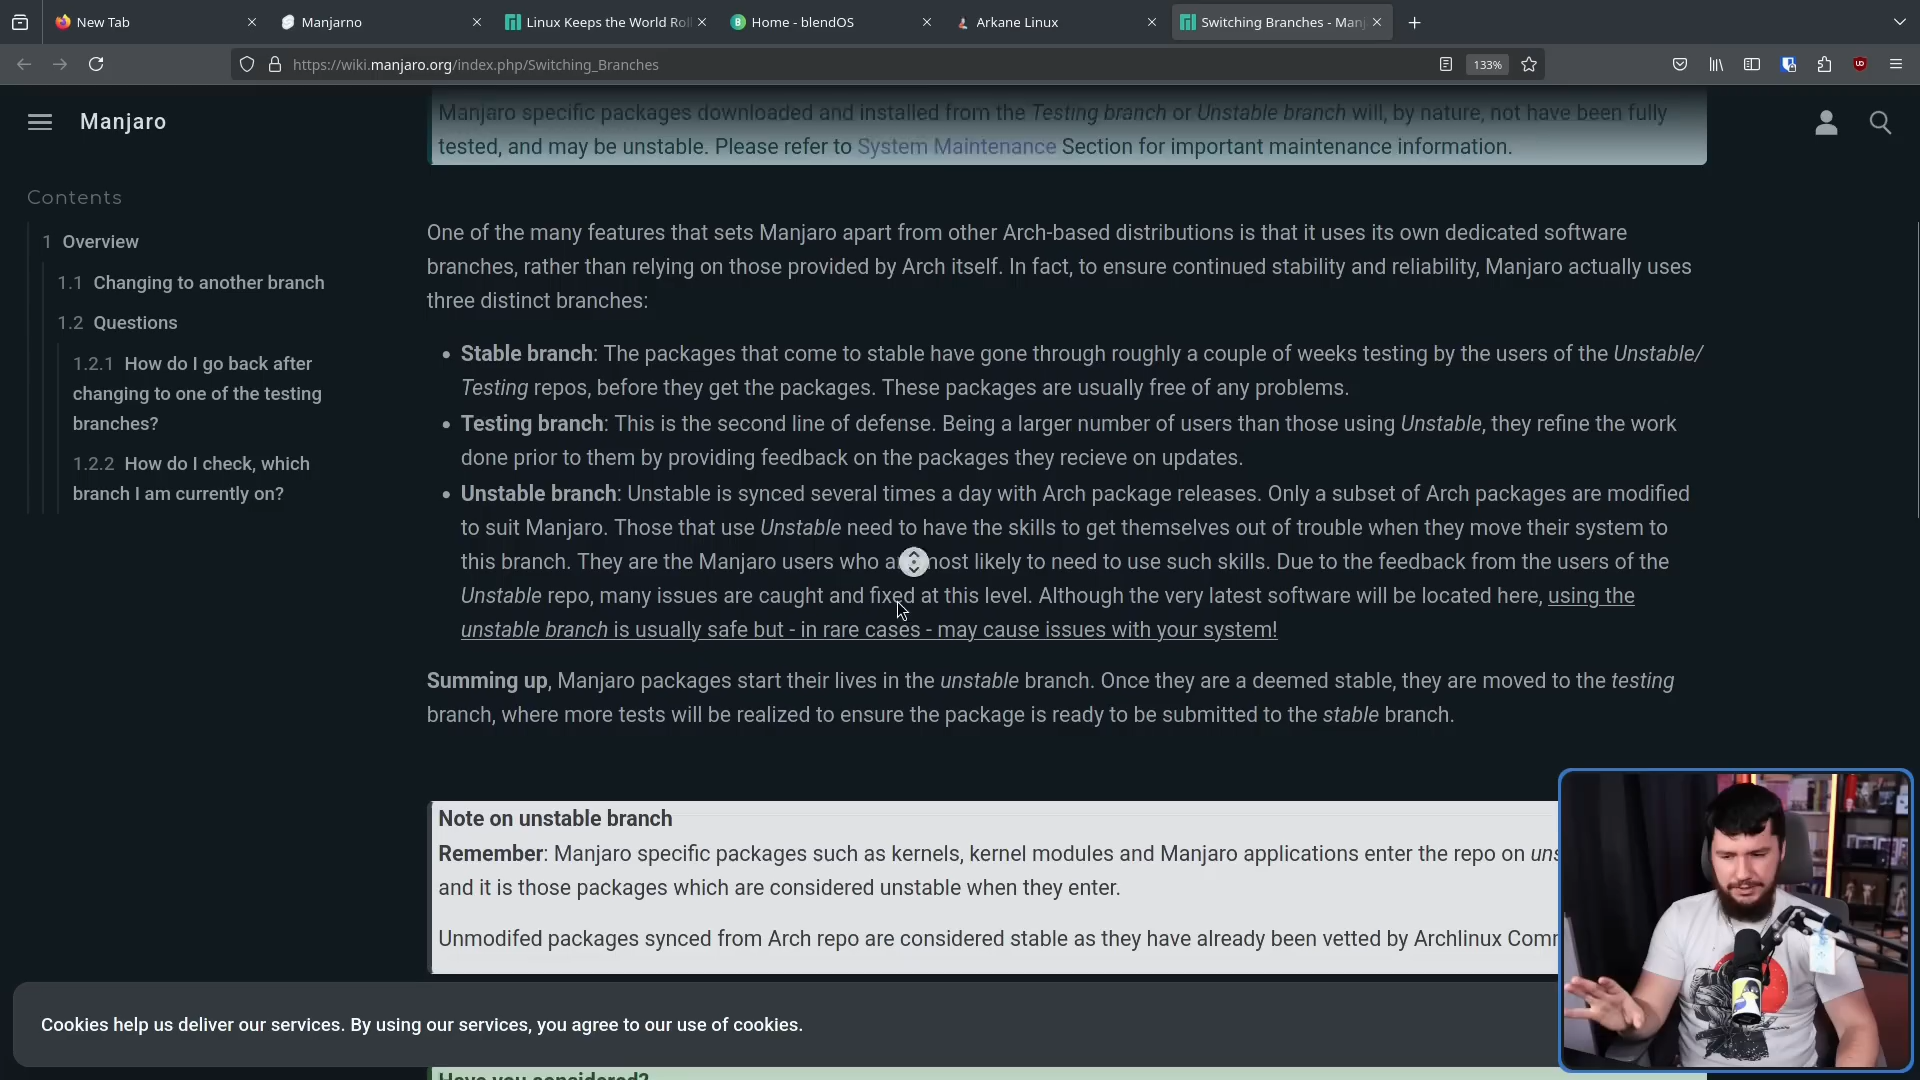 New Tab
Manjarno
Linux Keeps the World Rol
Home - blendOS
Arkane Linux
Switching Branches - Manj
https://wiki.manjaro.org/index.php/Switching_Branches
133%
Manjaro
Manjaro specific packages downloaded and installed from the Testing branch or Unstable branch will, by nature, not have been fully
tested, and may be unstable. Please refer to System Maintenance Section for important maintenance information.
Contents
1 Overview
1.1 Changing to another branch
1.2 Questions
1.2.1 How do I go back after
changing to one of the testing
branches?
1.2.2 How do I check, which
branch I am currently on?
One of the many features that sets Manjaro apart from other Arch-based distributions is that it uses its own dedicated software
branches, rather than relying on those provided by Arch itself. In fact, to ensure continued stability and reliability, Manjaro actually uses
three distinct branches:
• Stable branch: The packages that come to stable have gone through roughly a couple of weeks testing by the users of the Unstable/
Testing repos, before they get the packages. These packages are usually free of any problems.
• Testing branch: This is the second line of defense. Being a larger number of users than those using Unstable, they refine the work
done prior to them by providing feedback on the packages they recieve on updates.
• Unstable branch: Unstable is synced several times a day with Arch package releases. Only a subset of Arch packages are modified
to suit Manjaro. Those that use Unstable need to have the skills to get themselves out of trouble when they move their system to
this branch. They are the Manjaro users who a most likely to need to use such skills. Due to the feedback from the users of the
Unstable repo, many issues are caught and fixed at this level. Although the very latest software will be located here, using the
unstable branch is usually safe but - in rare cases - may cause issues with your system!
Summing up, Manjaro packages start their lives in the unstable branch. Once they are a deemed stable, they are moved to the testing
branch, where more tests will be realized to ensure the package is ready to be submitted to the stable branch.
Note on unstable branch
Remember: Manjaro specific packages such as kernels, kernel modules and Manjaro applications enter the repo on uns
and it is those packages which are considered unstable when they enter.
Unmodifed packages synced from Arch repo are considered stable as they have already been vetted by Archlinux Com
Cookies help us deliver our services. By using our services, you agree to our use of cookies.
Have you considered?